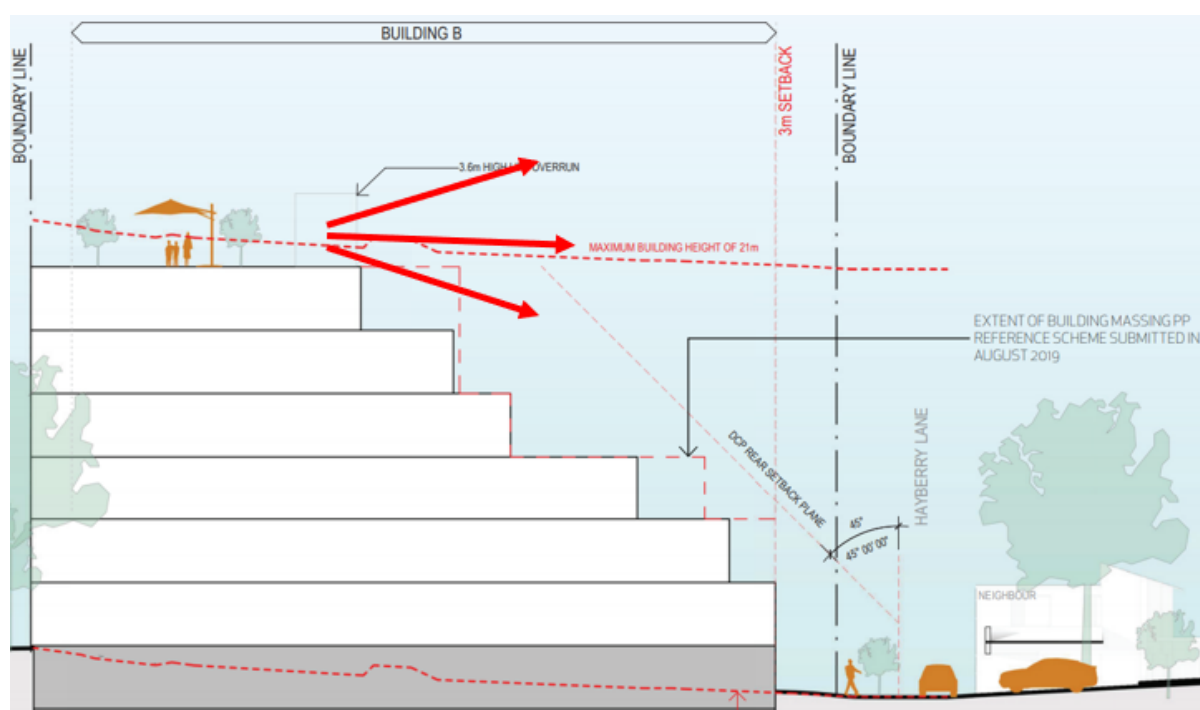 BUILDING B
BOUNDARY LINE
3m SETBACK
BOUNDARY LINE
3.6m HIGH OVERRUN
MAXIMUM BUILDING HEIGHT OF 21m
EXTENT OF BUILDING MASSING PP
REFERENCE SCHEME SUBMITTED IN
AUGUST 2019
DCP REAR SETBACK PLANE
HAYBERRY LANE
45°
45° 00' 00"
NEIGHBOUR